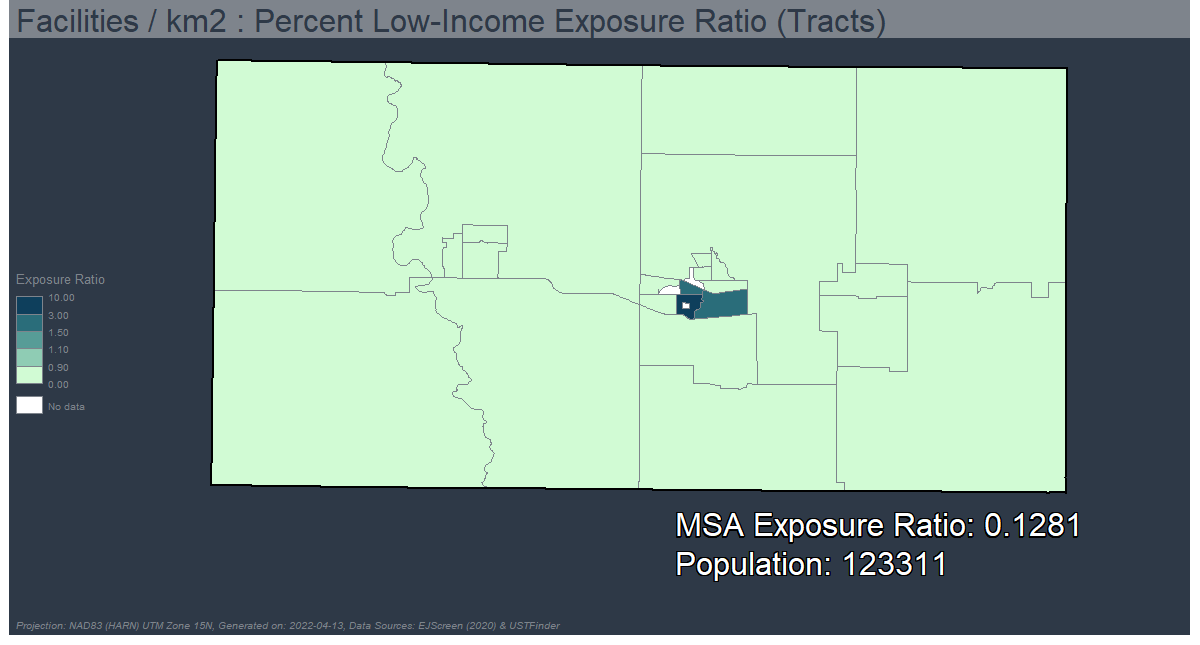 Facilities / km2 : Percent Low-Income Exposure Ratio (Tracts)
Exposure Ratio
10.00
3.00
1.50
1.10
0.90
0.00
No data
MSA Exposure Ratio: 0.1281
Population: 123311
Projection: NAD83 (HARN) UTM Zone 15N, Generated on: 2022-04-13, Data Sources: EJScreen (2020) & USTFinder